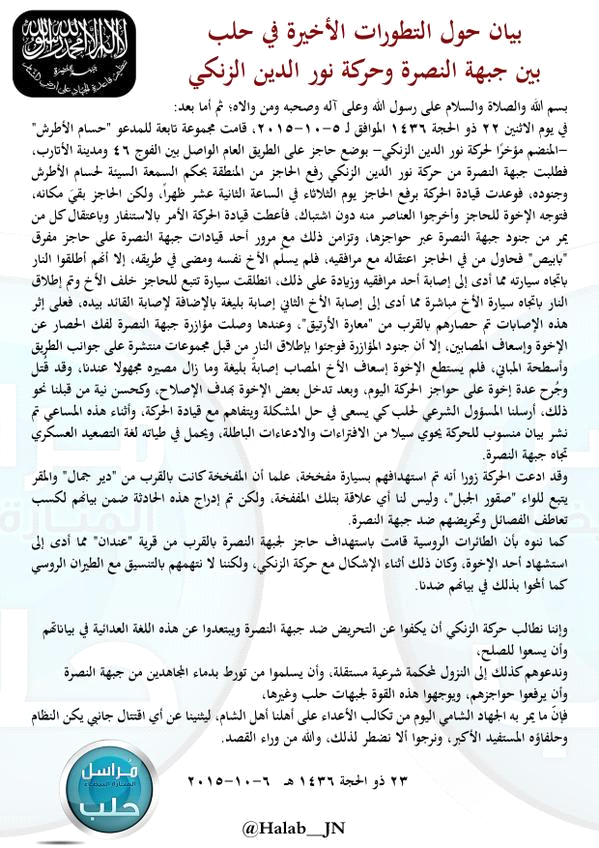 لا إله إلا الله محمد رسول الله
جبهة النصرة
بيان حول التطورات الأخيرة في حلب
بين جبهة النصرة وحركة نور الدين الزنكي
بسم الله والصلاة والسلام على رسول الله وعلى آله وصحبه ومن والاه؛ ثم أما بعد:
في يوم الاثنين ٢٢ ذو الحجة ١٤٣٦ الموافق لـ ٥-١٠-٢٠١٥، قامت مجموعة تابعة للمدعو "حسام الأطرش"
-المنضم مؤخرًا لحركة نور الدين الزنكي- بوضع حاجز على الطريق العام الواصل بين الفوج ٤٦ ومدينة الأتارب،
فطلبت جبهة النصرة من حركة نور الدين الزنكي رفع الحاجز من المنطقة بحكم السمعة السيئة لحسام الأطرش
وجنوده، فوعدت قيادة الحركة برفع الحاجز يوم الثلاثاء في الساعة الثانية عشر ظهراً، ولكن الحاجز بقيَ مكانه،
فتوجه الإخوة للحاجز وأخرجوا العناصر منه دون اشتباك، فأعطت قيادة الحركة الأمر بالاستنفار وباعتقال كل من
يمر من جنود جبهة النصرة عبر حواجزها، وتزامن ذلك مع مرور أحد قيادات جبهة النصرة على حاجز مفرق
"بابيص" فحاول من في الحاجز اعتقاله مع مرافقيه، فلم يسلّم الأخ نفسه ومضى في طريقه، إلا أنهم أطلقوا النار
باتجاه سيارته مما أدى إلى إصابة أحد مرافقيه وزيادة على ذلك، انطلقت سيارة تتبع للحاجز خلف الأخ وتم إطلاق
النار باتجاه سيارة الأخ مباشرة مما أدى إلى إصابة الأخ الثاني إصابة بليغة بالإضافة لإصابة القائد بيده، فعلى إثر
هذه الإصابات تم حصارهم بالقرب من "معارة الأرتيق"، وعندها وصلت مؤازرة جبهة النصرة لفك الحصار عن
الإخوة وإسعاف المصابين، إلا أن جنود المؤازرة فوجئوا بإطلاق النار من قبل مجموعات منتشرة على جوانب الطريق
وأسطحة المباني، فلم يستطع الإخوة إسعاف الأخ المصاب إصابةً بليغة وما زال مصيره مجهولا عندنا، وقد قُتل
وجُرح عدة إخوة على حواجز الحركة اليوم، وبعد تدخل بعض الإخوة بهدف الإصلاح، وكحسن نية من قبلنا نحو
ذلك، أرسلنا المسؤول الشرعي لحلب كي يسعى في حل المشكلة ويتفاهم مع قيادة الحركة، وأثناء هذه المساعي تم
نشر بيان منسوب للحركة يحوي سيلا من الافتراءات والادعاءات الباطلة، ويحمل في طياته لغة التصعيد العسكري
تجاه جبهة النصرة.
وقد ادعت الحركة زورا أنه تم استهدافهم بسيارة مفخخة، علما أن المفخخة كانت بالقرب من "دير جمال" والمقر
يتبع للواء "صقور الجبل"، وليس لنا أي علاقة بتلك المفخخة، ولكن تم إدراج هذه الحادثة ضمن بيانهم لكسب
تعاطف الفصائل وتحريضهم ضد جبهة النصرة.
كما ننوه بأن الطائرات الروسية قامت باستهداف حاجز لجبهة النصرة بالقرب من قرية "عندان" مما أدى إلى
استشهاد أحد الإخوة، وكان ذلك أثناء الإشكال مع حركة الزنكي، ولكننا لا نتهمهم بالتنسيق مع الطيران الروسي
كما ألمحوا بذلك في بيانهم ضدنا.
وإننا نطالب حركة الزنكي أن يكفوا عن التحريض ضد جبهة النصرة ويبتعدوا عن هذه اللغة العدائية في بياناتهم
وأن يسعوا للصلح،
وندعوهم كذلك إلى النزول لمحكمة شرعية مستقلة، وأن يسلموا من تورط بدماء المجاهدين من جبهة النصرة
وأن يرفعوا حواجزهم، ويوجهوا هذه القوة لجبهات حلب وغيرها،
فإنّ ما يمر به الجهاد الشامي اليوم من تكالب الأعداء على أهلنا أهل الشام، ليثنينا عن أي اقتتال جانبي يكن النظام
وحلفاؤه المستفيد الأكبر، ونرجوا ألا نضطر لذلك، والله من وراء القصد.
٢٣ ذو الحجة ١٤٣٦ هـ ٦-١٠-٢٠١٥
مُراسل
المنارة البيضاء
حلب
@Halab__JN